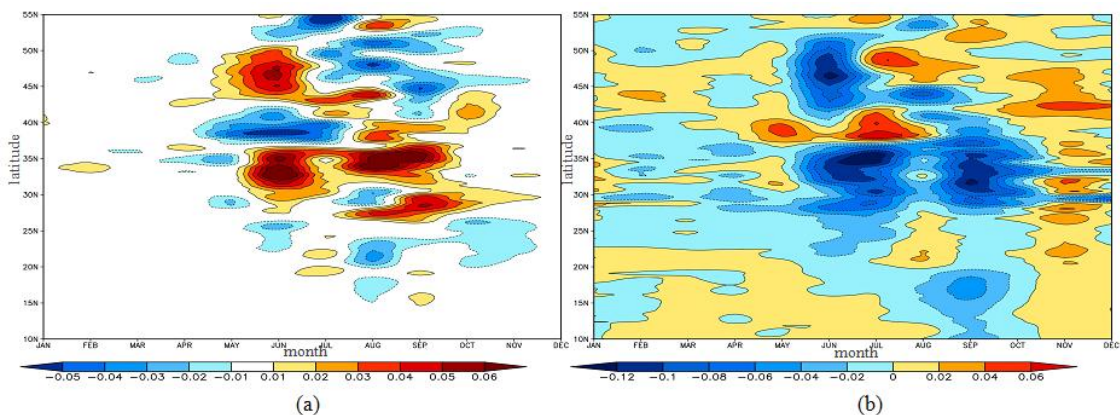 55N
50N
45N
40N
35N
30N
25N
20N
15N
10N
latitude
JAN FEB MAR APR MAY JUN JUL AUG SEP OCT NOV DEC
month
-0.05 -0.04 -0.03 -0.02 -0.01 0.01 0.02 0.03 0.04 0.05 0.06
(a)
55N
50N
45N
40N
35N
30N
25N
20N
15N
10N
latitude
JAN FEB MAR APR MAY JUN JUL AUG SEP OCT NOV DEC
month
-0.12 -0.1 -0.08 -0.06 -0.04 -0.02 0 0.02 0.04 0.06
(b)